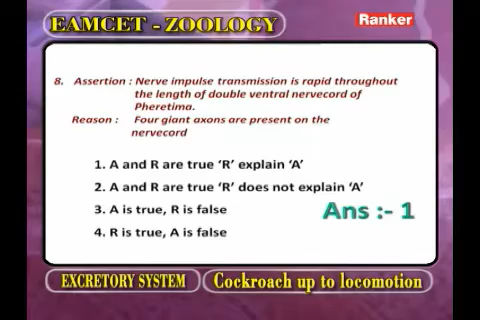 EAMCET - ZOOLOGY
Ranker
8. Assertion : Nerve impulse transmission is rapid throughout
the length of double ventral nervecord of
Pheretima.
Reason : Four giant axons are present on the
nervecord
1. A and R are true ‘R’ explain ‘A’
2. A and R are true ‘R’ does not explain ‘A’
3. A is true, R is false
4. R is true, A is false
Ans :- 1
EXCRETORY SYSTEM
Cockroach up to locomotion